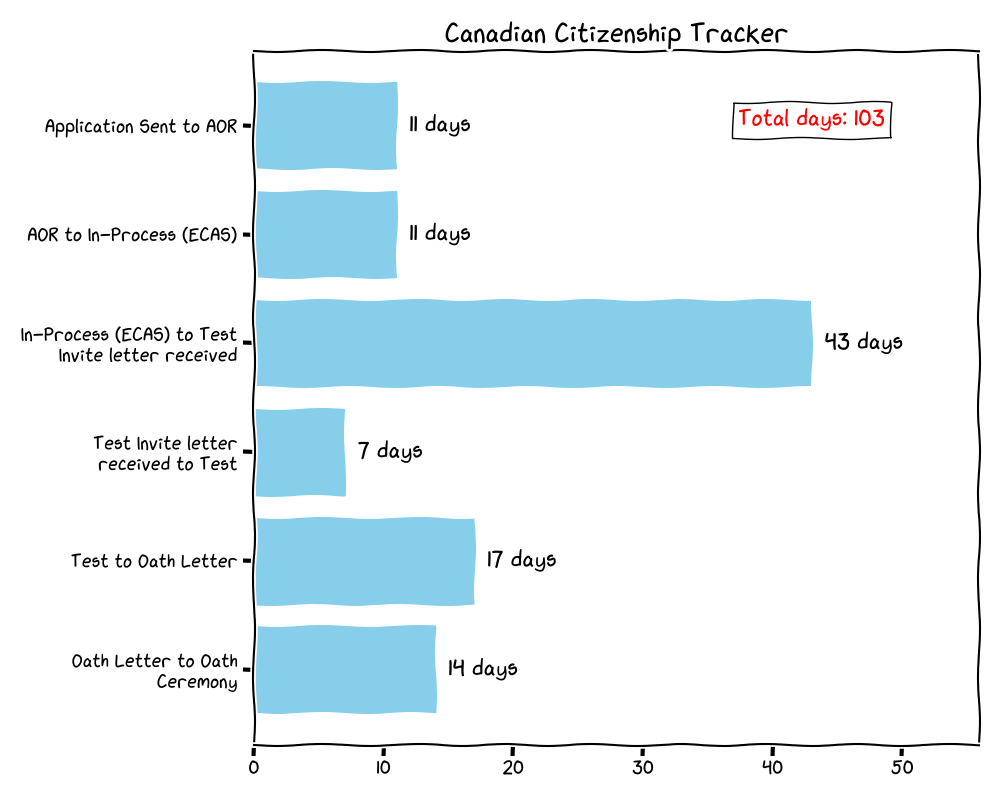 Canadian Citizenship Tracker
Total days: 103
Application Sent to AOR
11 days
AOR to In-Process (ECAS)
11 days
In-Process (ECAS) to Test
Invite letter received
43 days
Test Invite letter
received to Test
7 days
Test to Oath Letter
17 days
Oath Letter to Oath
Ceremony
14 days
0 10 20 30 40 50